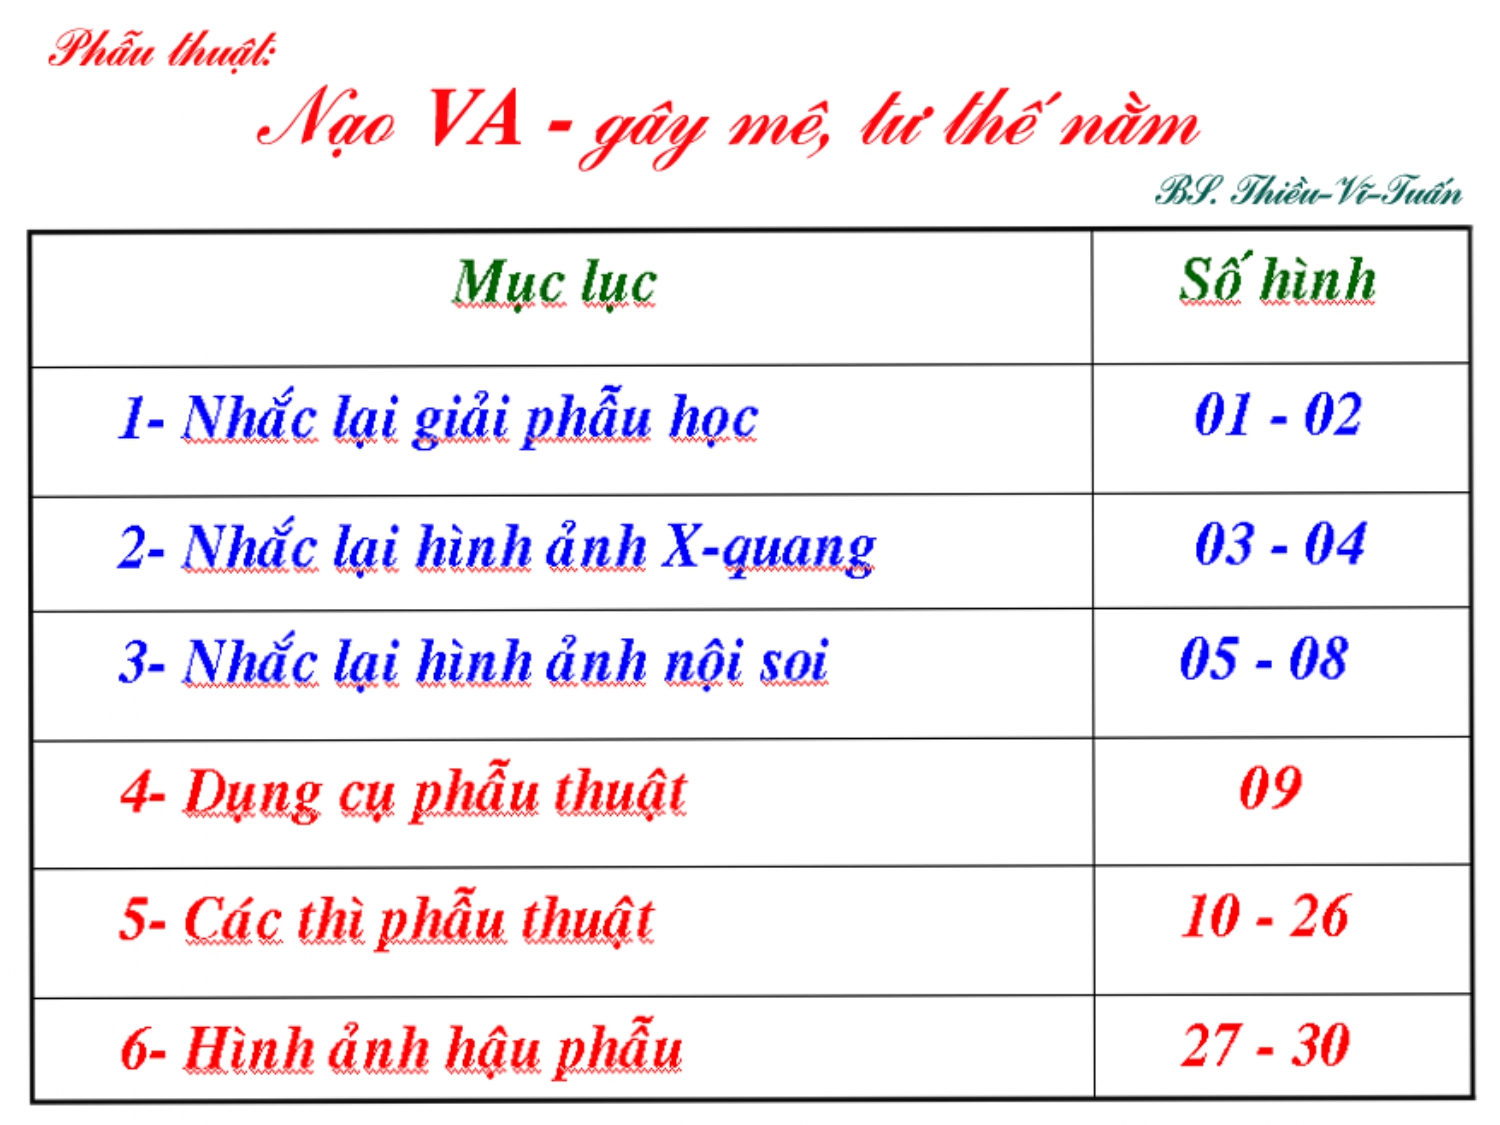 Phẫu thuật:
Nạo VA - gây mê, tư thế nằm
BS. Thiều-Vĩ-Tuấn
Mục lục Số hình
1- Nhắc lại giải phẫu học 01 - 02
2- Nhắc lại hình ảnh X-quang 03 - 04
3- Nhắc lại hình ảnh nội soi 05 - 08
4- Dụng cụ phẫu thuật 09
5- Các thì phẫu thuật 10 - 26
6- Hình ảnh hậu phẫu 27 - 30